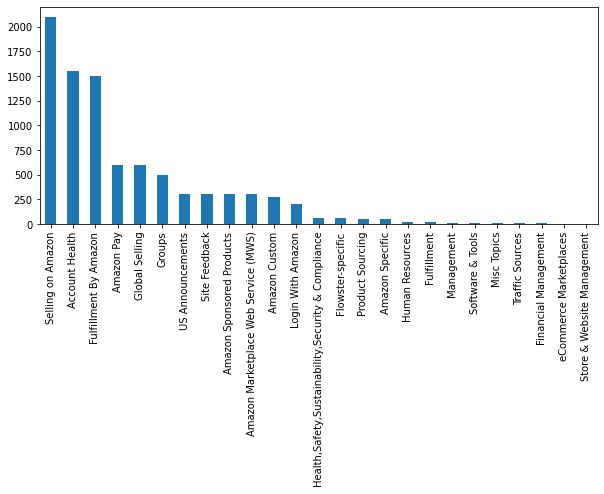 2000
1750
1500
1250
1000
750
500
250
0
Selling on Amazon
Account Health
Fulfillment By Amazon
Amazon Pay
Global Selling
Groups
US Announcements
Site Feedback
Amazon Sponsored Products
Amazon Marketplace Web Service (MWS)
Amazon Custom
Login With Amazon
Health,Safety,Sustainability,Security & Compliance
Flowster-specific
Product Sourcing
Amazon Specific
Human Resources
Fulfillment
Management
Software & Tools
Misc Topics
Traffic Sources
Financial Management
eCommerce Marketplaces
Store & Website Management